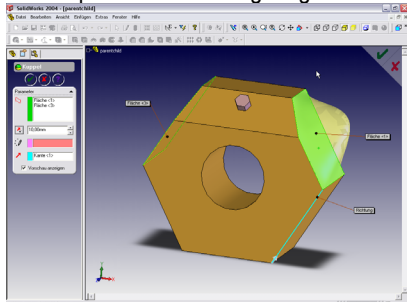 SolidWorks 2004 - [parentchild]
Datei Bearbeiten Ansicht Einfügen Extras Fenster Hilfe
parentchild
Kuppel
Parameter
Fläche <1>
Fläche <3>
10,00mm
Kante <1>
Vorschau anzeigen
Fläche <3>
Fläche <1>
Richtung